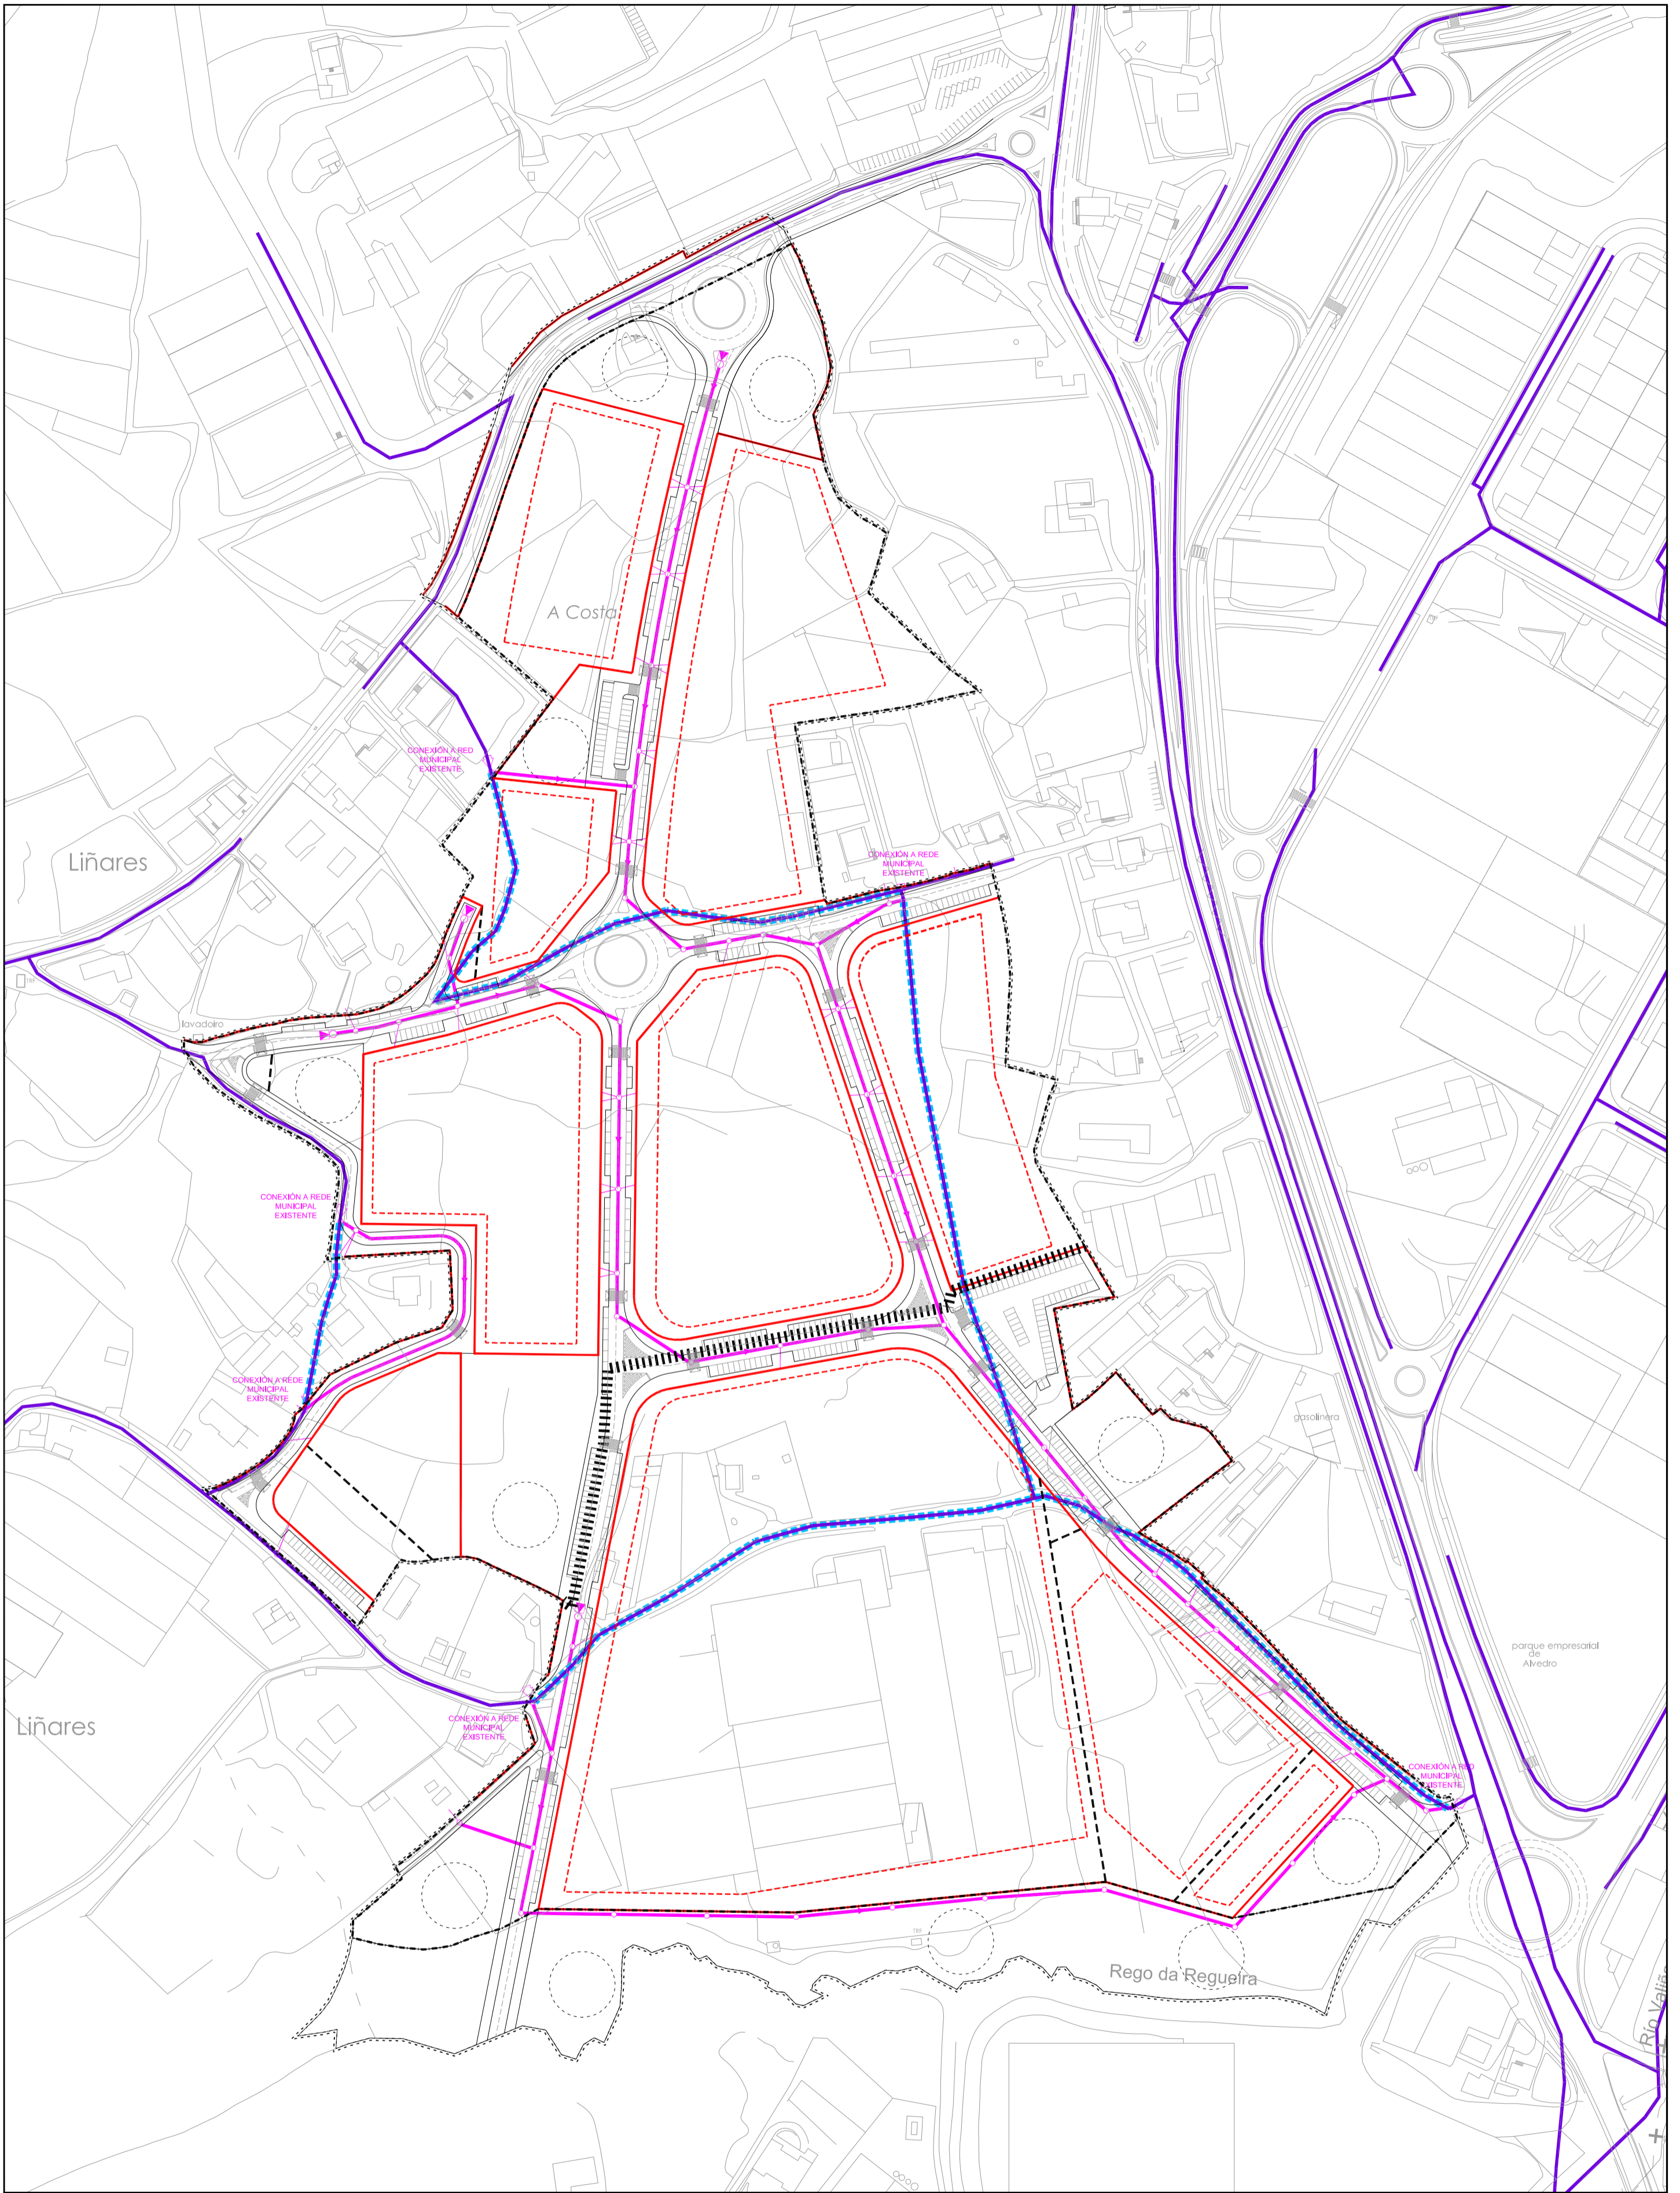 A Costa
CONEXIÓN A RED
MUNICIPAL
EXISTENTE
Liñares
CONEXIÓN A REDE
MUNICIPAL
EXISTENTE
lavadoiro
CONEXIÓN A REDE
MUNICIPAL
EXISTENTE
CONEXIÓN A REDE
MUNICIPAL
EXISTENTE
gasolinera
parque empresarial
de
Alvedro
Liñares
CONEXIÓN A REDE
MUNICIPAL
EXISTENTE
CONEXIÓN A RED
MUNICIPAL
EXISTENTE
Rego da Regueira